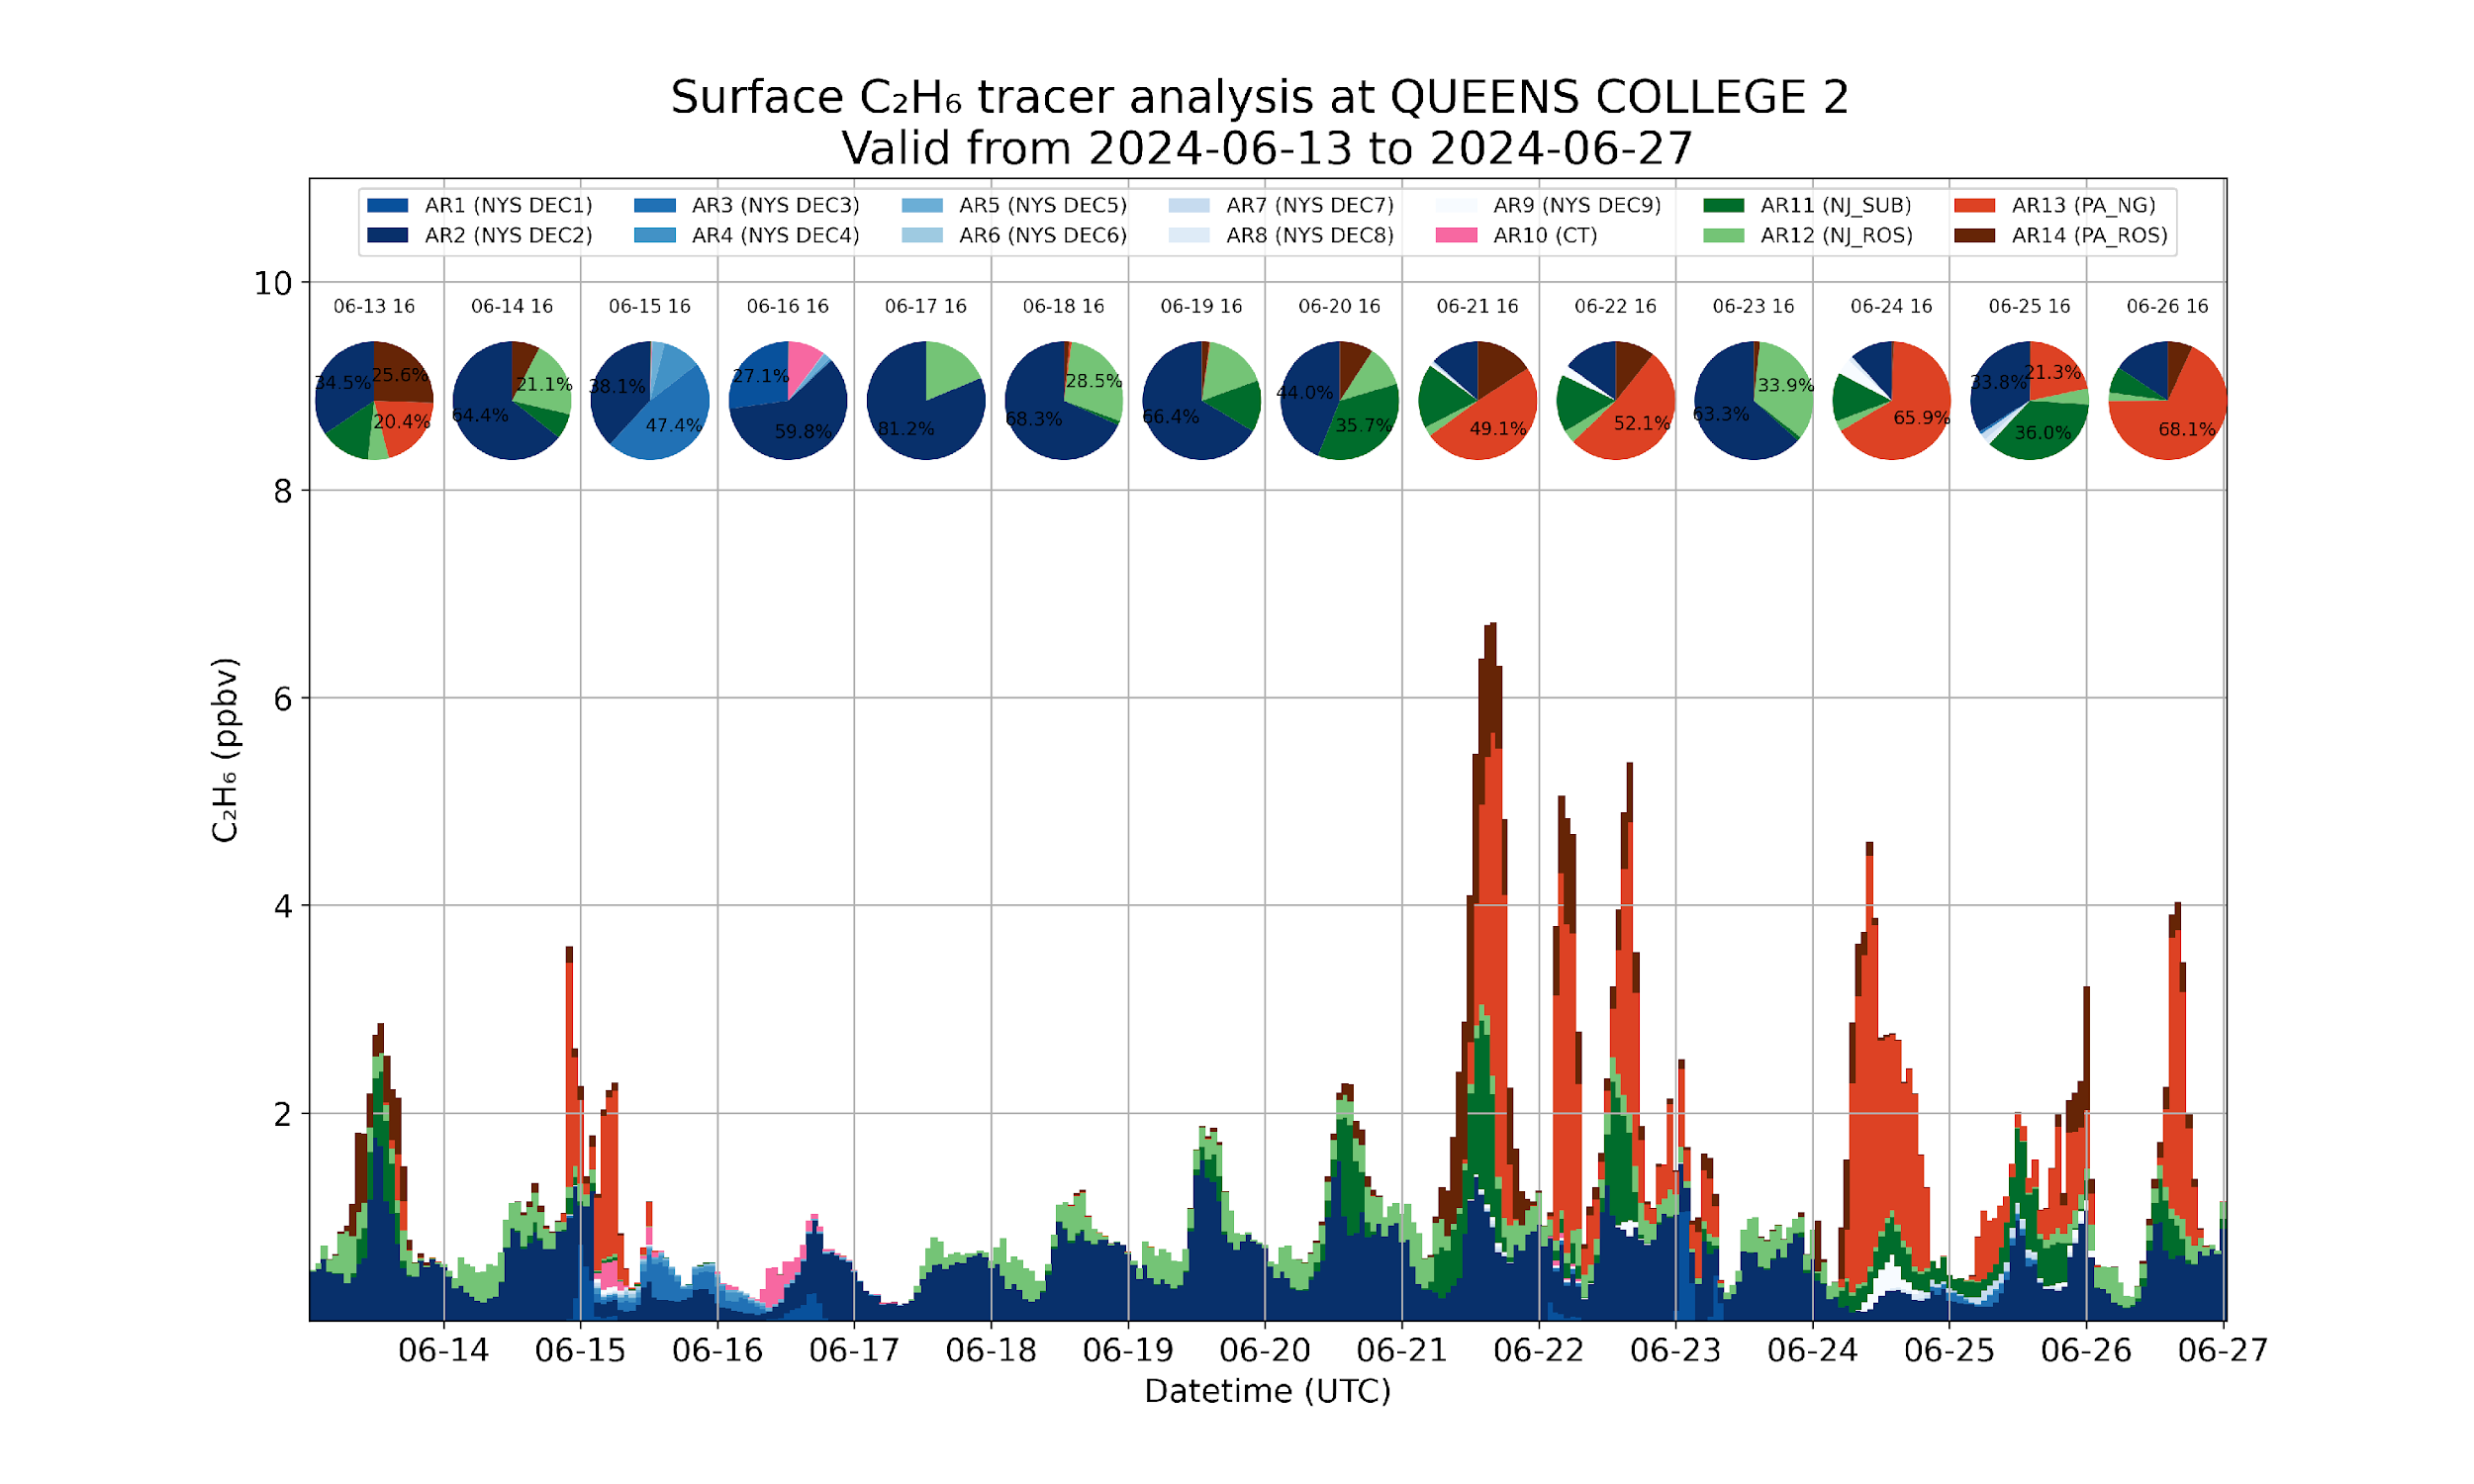 Surface C₂H₆ tracer analysis at QUEENS COLLEGE 2
Valid from 2024-06-13 to 2024-06-27
AR1 (NYS DEC1) AR3 (NYS DEC3) AR5 (NYS DEC5) AR7 (NYS DEC7) AR9 (NYS DEC9) AR11 (NJ_SUB) AR13 (PA_NG)
AR2 (NYS DEC2) AR4 (NYS DEC4) AR6 (NYS DEC6) AR8 (NYS DEC8) AR10 (CT) AR12 (NJ_ROS) AR14 (PA_ROS)
10
06-13 16 06-14 16 06-15 16 06-16 16 06-17 16 06-18 16 06-19 16 06-20 16 06-21 16 06-22 16 06-23 16 06-24 16 06-25 16 06-26 16
34.5% 25.6% 20.4%
64.4% 21.1%
38.1% 47.4%
27.1% 59.8%
81.2%
68.3% 28.5%
66.4%
44.0% 35.7%
49.1%
52.1%
63.3% 33.9%
65.9%
33.8% 21.3% 36.0%
68.1%
8
6
4
2
C₂H₆ (ppbv)
06-14 06-15 06-16 06-17 06-18 06-19 06-20 06-21 06-22 06-23 06-24 06-25 06-26 06-27
Datetime (UTC)